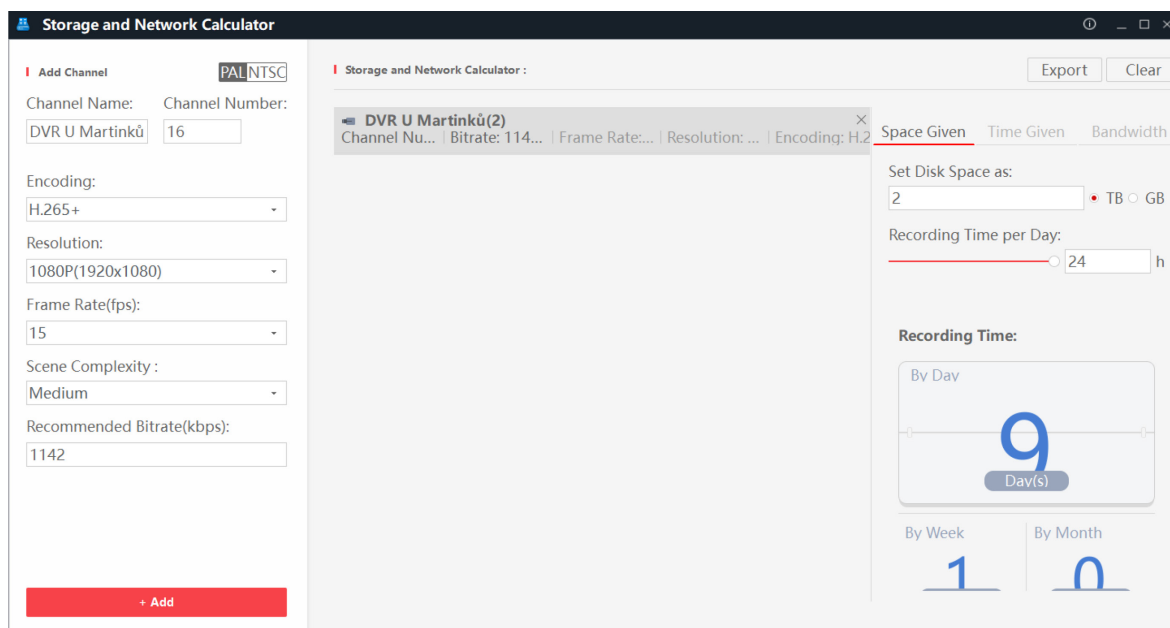 Storage and Network Calculator
Add Channel
PAL NTSC
Channel Name:
Channel Number:
DVR U Martinků
16
Encoding:
H.265+
Resolution:
1080P(1920x1080)
Frame Rate(fps):
15
Scene Complexity :
Medium
Recommended Bitrate(kbps):
1142
+ Add
Storage and Network Calculator :
Export
Clear
DVR U Martinků(2)
Channel Nu... | Bitrate: 114... | Frame Rate:... | Resolution: ... | Encoding: H.2
Space Given
Time Given
Bandwidth
Set Disk Space as:
2
TB
GB
Recording Time per Day:
24
h
Recording Time:
By Day
9
Day(s)
By Week
1
By Month
0